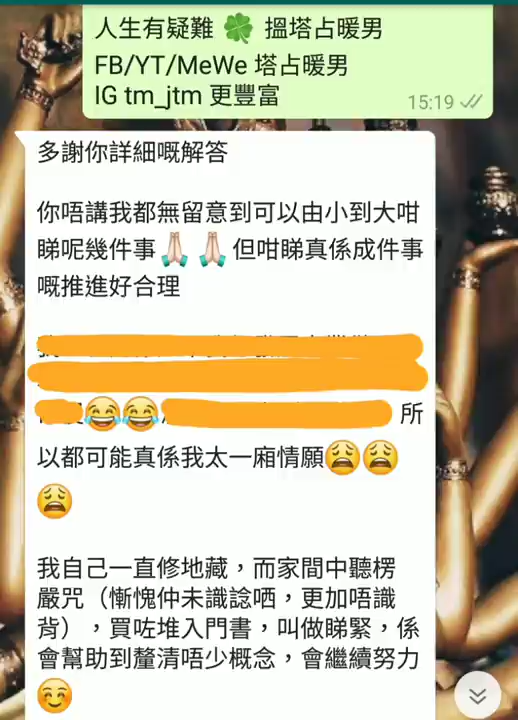 人生有疑難 🍀 搵塔占暖男
FB/YT/MeWe 塔占暖男
IG tm_jtm 更豐富
15:19
多謝你詳細嘅解答
你唔講我都無留意到可以由小到大咁
睇呢幾件事🙏🏻 🙏🏻 但咁睇真係成件事
嘅推進好合理
😂😂 所
以都可能真係我太一廂情願😩😩
😩
我自己一直修地藏，而家間中聽楞
嚴咒（慚愧仲未識諗哂，更加唔識
背），買咗堆入門書，叫做睇緊，係
會幫助到釐清唔少概念，會繼續努力
☺️